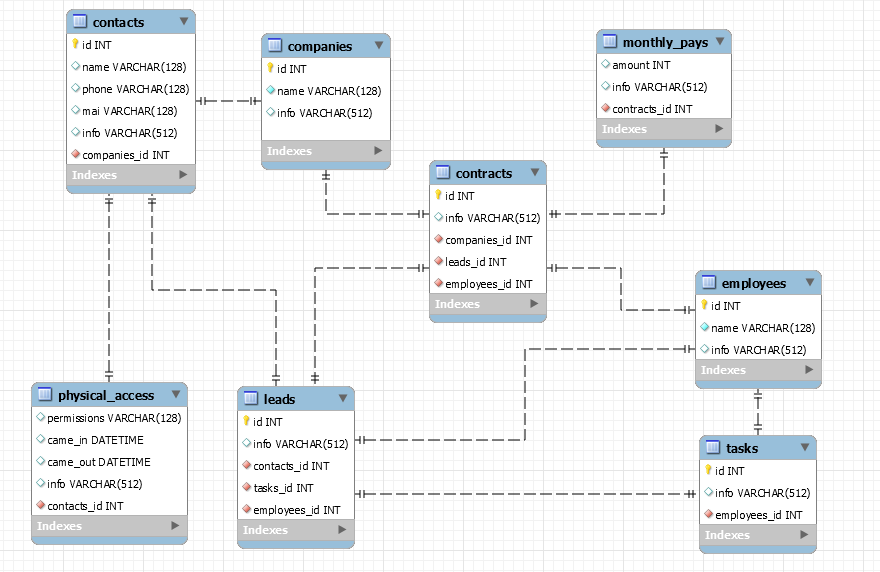 contacts
id INT
name VARCHAR(128)
phone VARCHAR(128)
mai VARCHAR(128)
info VARCHAR(512)
companies_id INT
Indexes
companies
id INT
name VARCHAR(128)
info VARCHAR(512)
Indexes
monthly_pays
amount INT
info VARCHAR(512)
contracts_id INT
Indexes
contracts
id INT
info VARCHAR(512)
companies_id INT
leads_id INT
employees_id INT
Indexes
employees
id INT
name VARCHAR(128)
info VARCHAR(512)
Indexes
physical_access
permissions VARCHAR(128)
came_in DATETIME
came_out DATETIME
info VARCHAR(512)
contacts_id INT
Indexes
leads
id INT
info VARCHAR(512)
contacts_id INT
tasks_id INT
employees_id INT
Indexes
tasks
id INT
info VARCHAR(512)
employees_id INT
Indexes